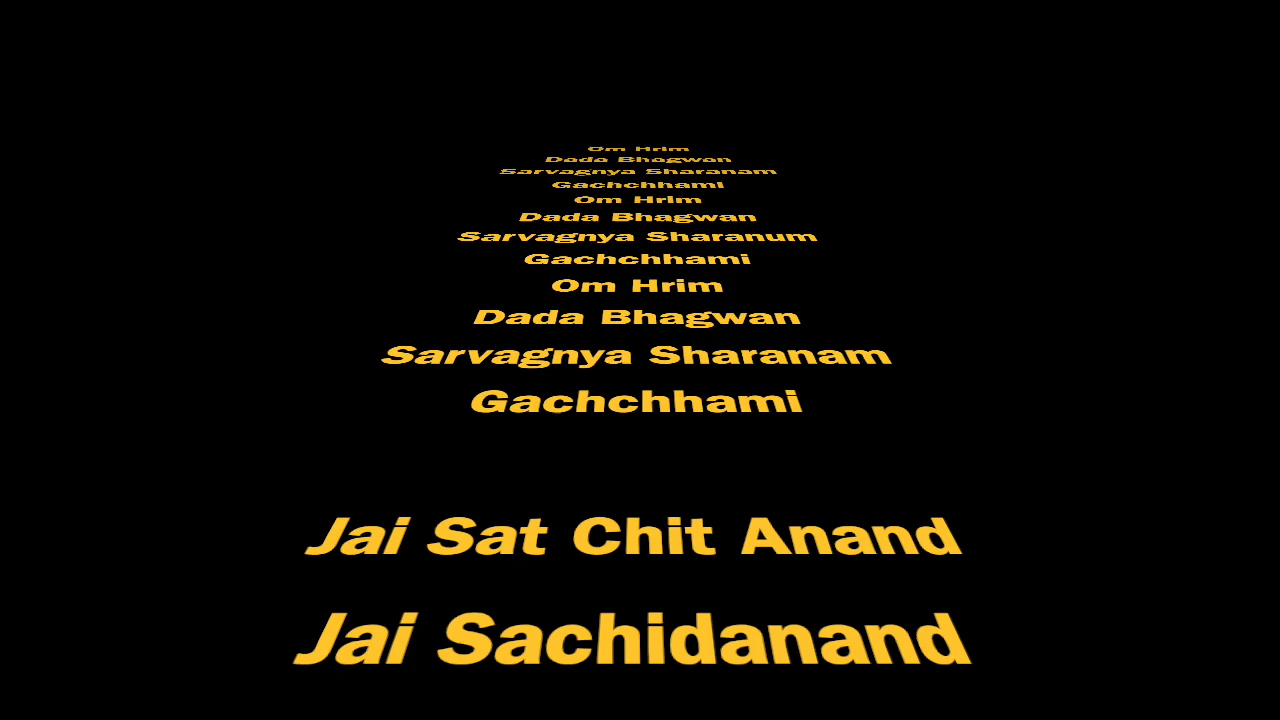 Om Hrim
Dada Bhagwan
Sarvagnya Sharanam
Gachchhami
Om Hrim
Dada Bhagwan
Sarvagnya Sharanum
Gachchhami
Om Hrim
Dada Bhagwan
Sarvagnya Sharanam
Gachchhami
Jai Sat Chit Anand
Jai Sachidanand